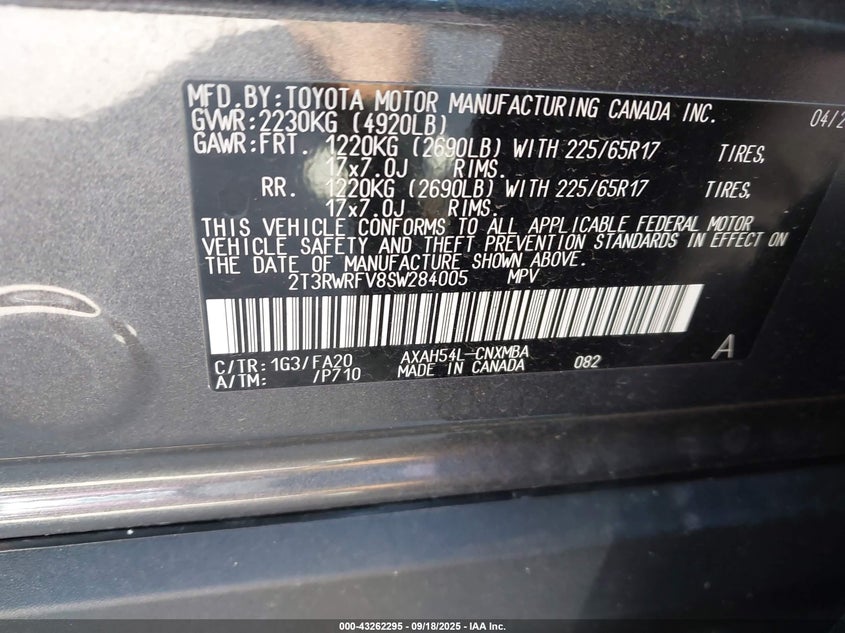 MFD.BY:TOYOTA MOTOR MANUFACTURING CANADA INC. 04/2
GVWR:2230KG (4920LB)
GAWR:FRT. 1220KG (2690LB) WITH 225/65R17 TIRES,
17x7.0J RIMS.
RR. 1220KG (2690LB) WITH 225/65R17 TIRES,
17x7.0J RIMS.
THIS VEHICLE CONFORMS TO ALL APPLICABLE FEDERAL MOTOR
VEHICLE SAFETY AND THEFT PREVENTION STANDARDS IN EFFECT ON
THE DATE OF MANUFACTURE SHOWN ABOVE.
2T3RWRFV8SW284005 MPV
C/TR:1G3/FA20 AXAH54L-CNXMBA 082 A
A/TM: /P710 MADE IN CANADA
000-43262295 | 09/18/2025 | IAA Inc.